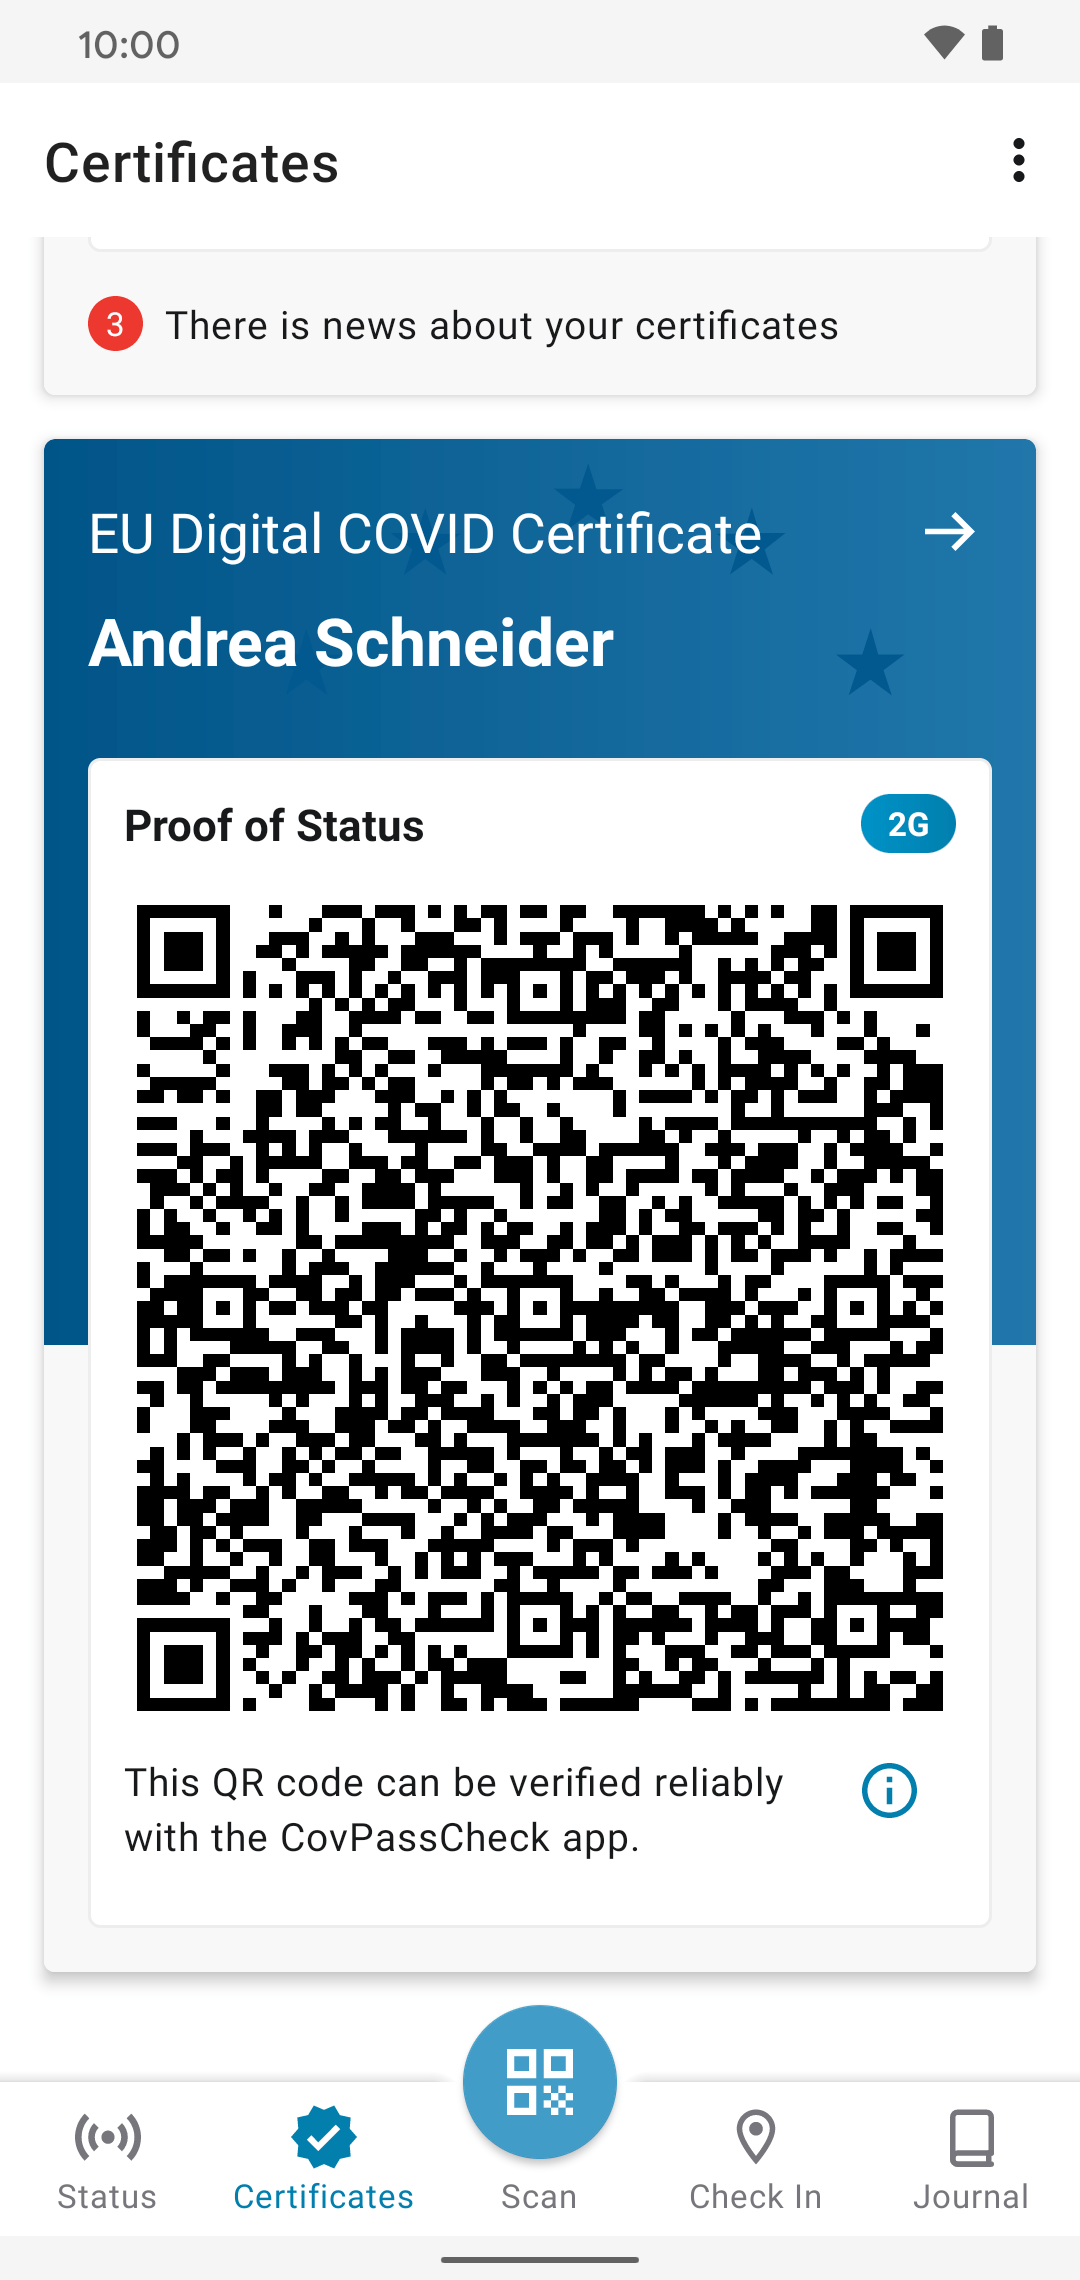 10:00
Certificates
3 There is news about your certificates
EU Digital COVID Certificate
Andrea Schneider
Proof of Status 2G
This QR code can be verified reliably
with the CovPassCheck app.
Status Certificates Scan Check In Journal